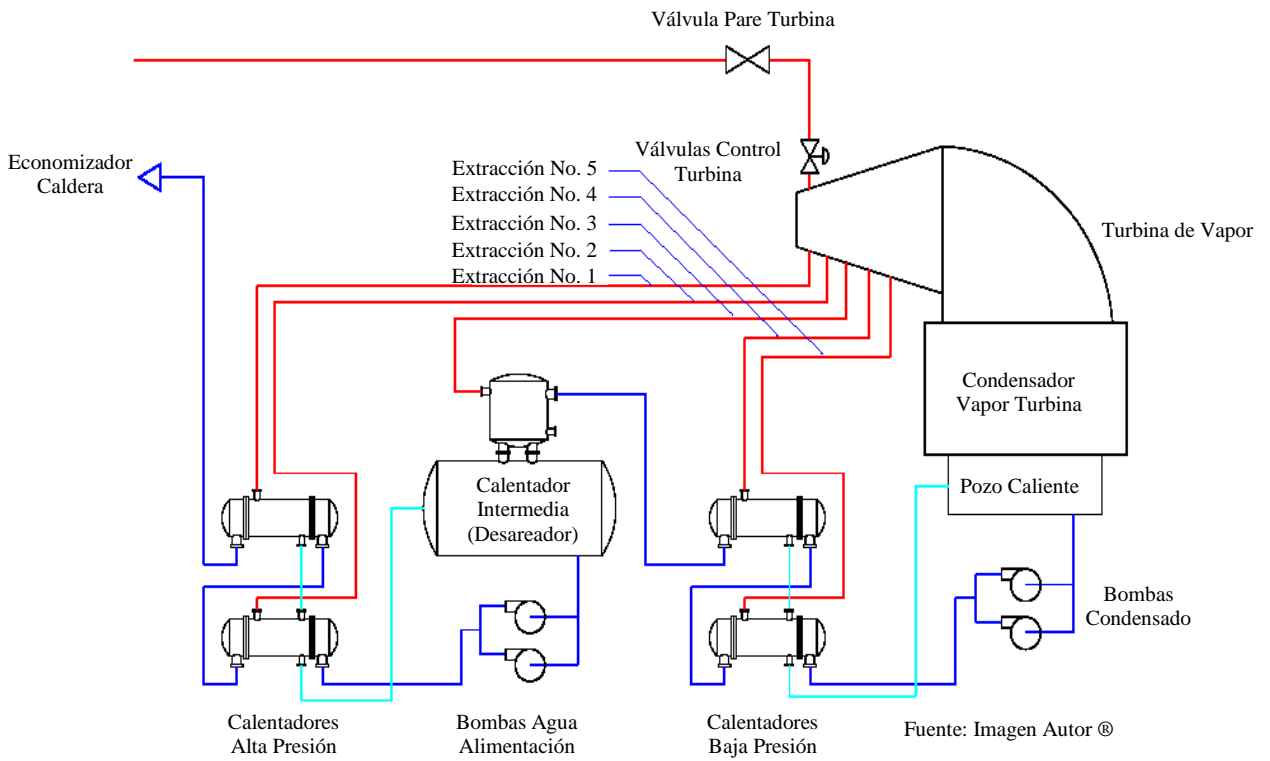 Válvula Pare Turbina
Economizador
Caldera
Válvulas Control
Turbina
Extracción No. 5
Extracción No. 4
Extracción No. 3
Extracción No. 2
Extracción No. 1
Turbina de Vapor
Condensador
Vapor Turbina
Pozo Caliente
Calentador
Intermedia
(Desareador)
Bombas
Condensado
Calentadores
Alta Presión
Bombas Agua
Alimentación
Calentadores
Baja Presión
Fuente: Imagen Autor ®